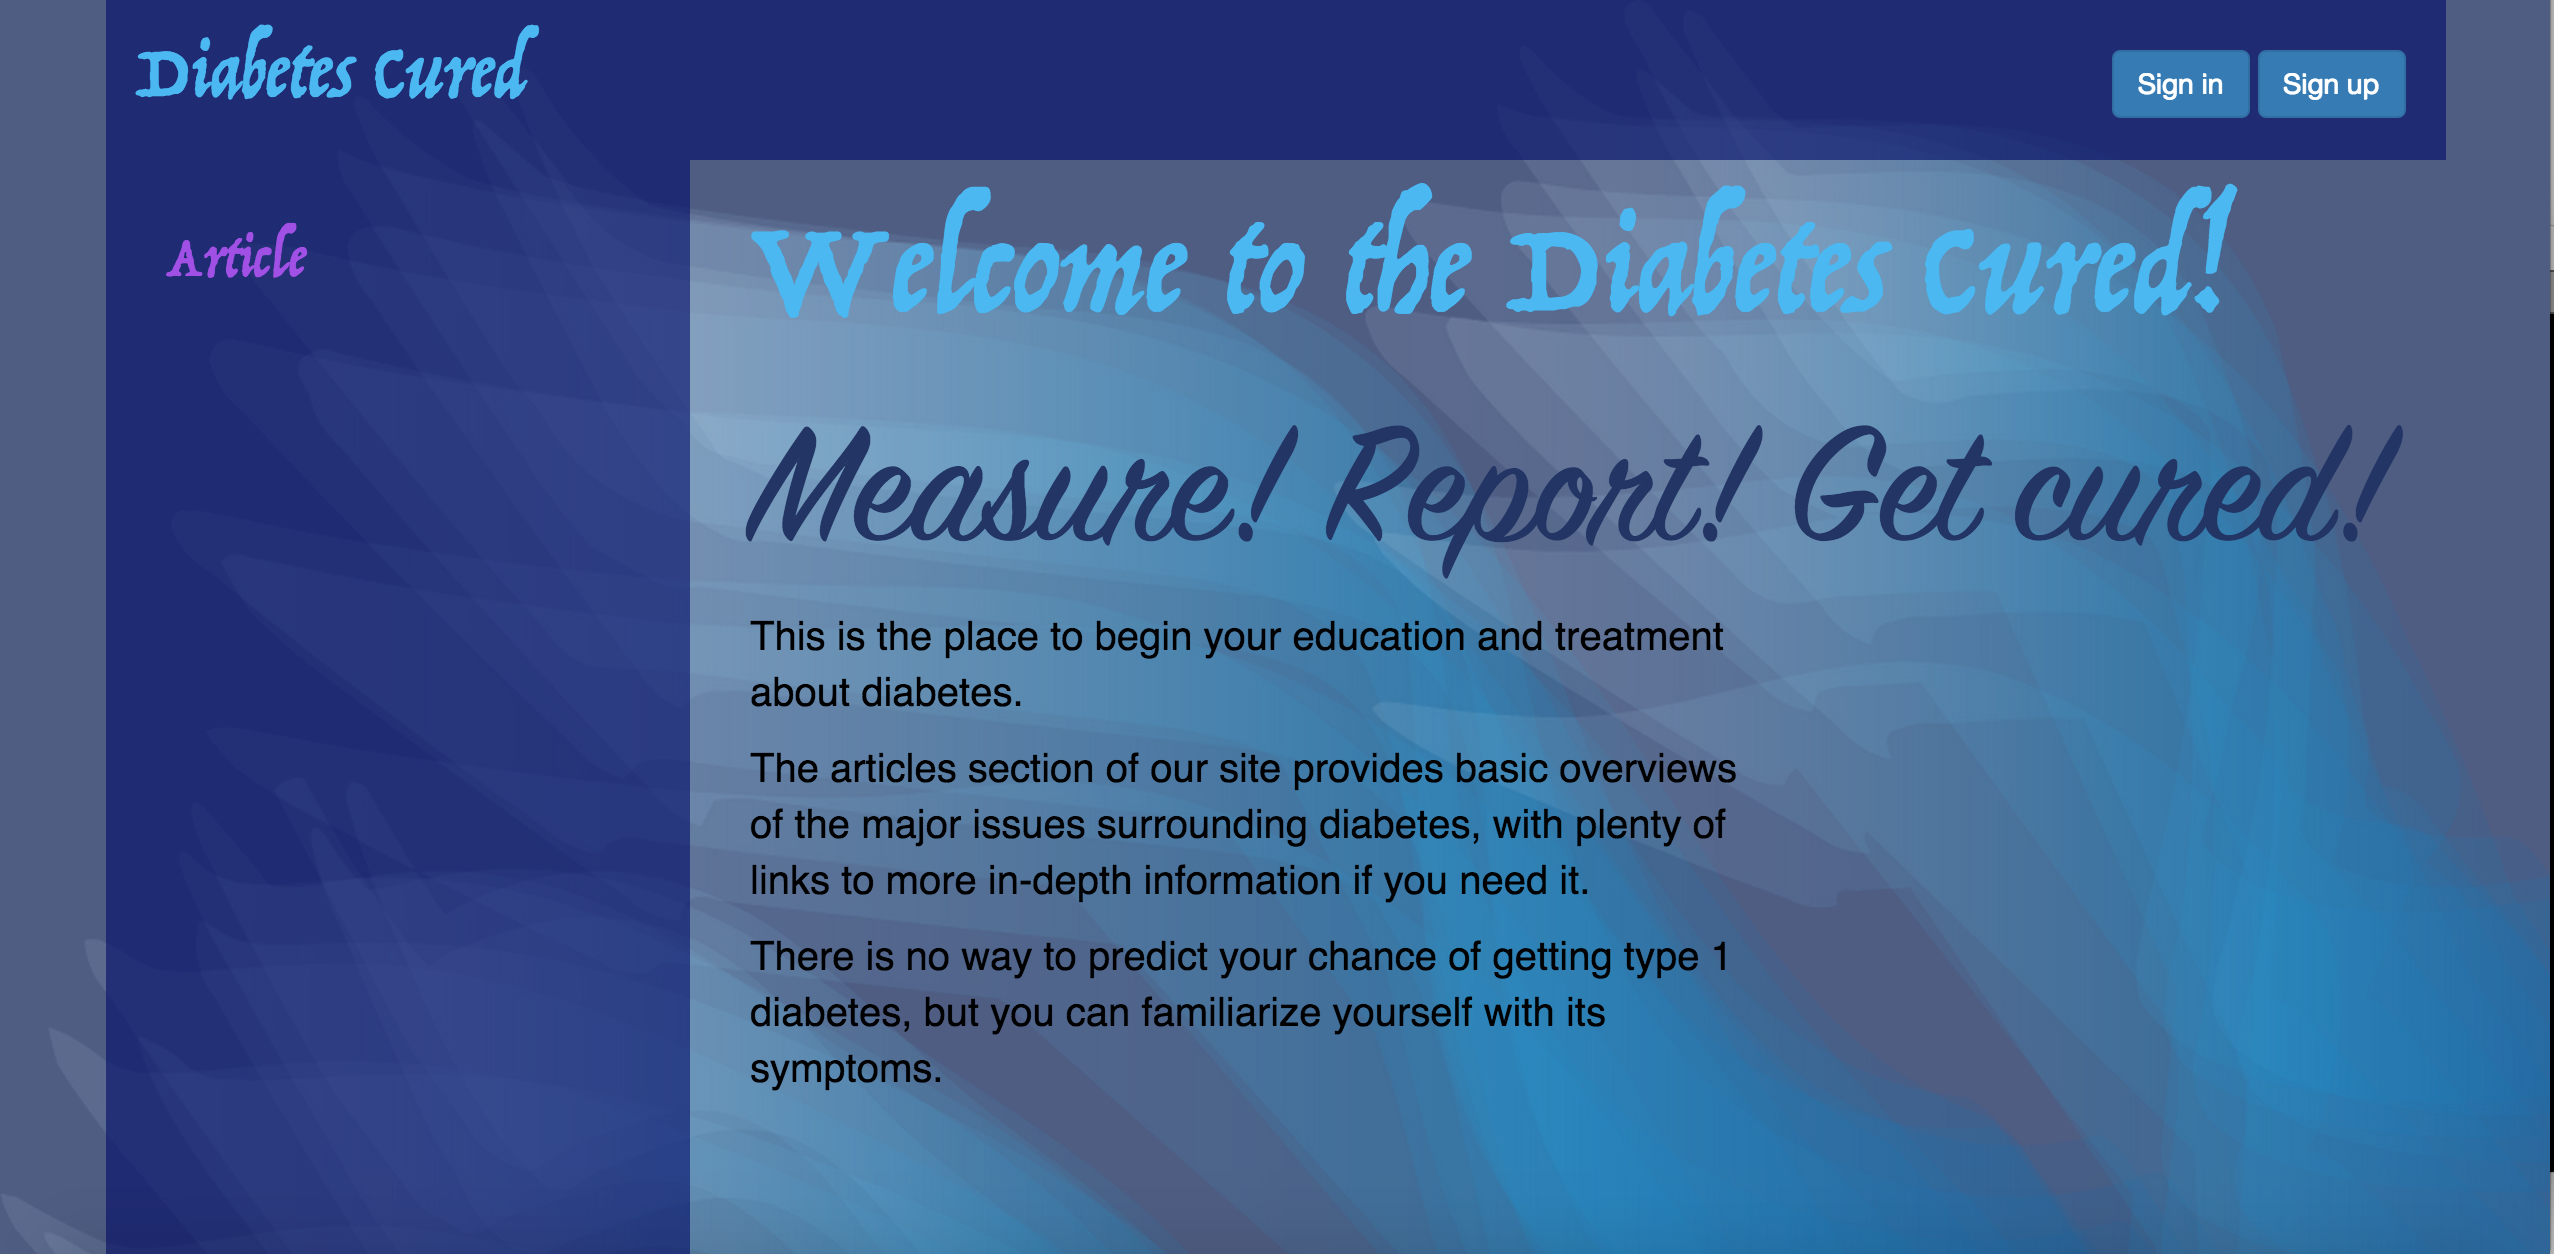 Diabetes Cured
Sign in
Sign up
Article
Welcome to the Diabetes Cured!
Measure! Report! Get cured!
This is the place to begin your education and treatment
about diabetes.
The articles section of our site provides basic overviews
of the major issues surrounding diabetes, with plenty of
links to more in-depth information if you need it.
There is no way to predict your chance of getting type 1
diabetes, but you can familiarize yourself with its
symptoms.